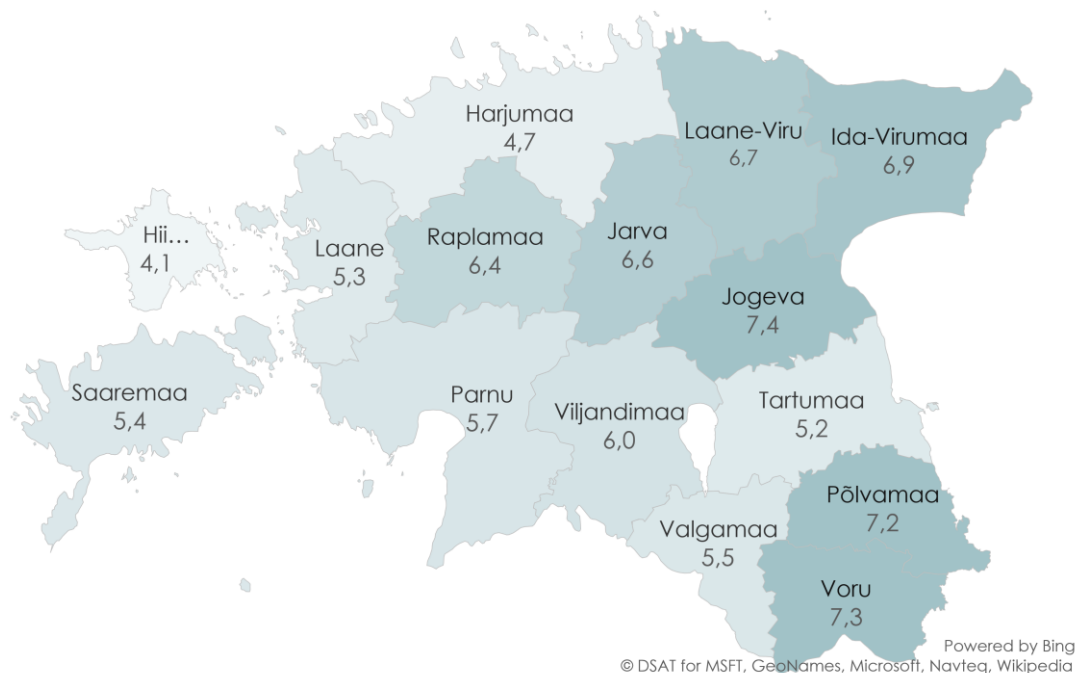 Harjumaa
4,7
Laane-Viru
6,7
Ida-Virumaa
6,9
Hii...
4,1
Laane
5,3
Raplamaa
6,4
Jarva
6,6
Jogeva
7,4
Saaremaa
5,4
Parnu
5,7
Viljandimaa
6,0
Tartumaa
5,2
Põlvamaa
7,2
Valgamaa
5,5
Voru
7,3
Powered by Bing
© DSAT for MSFT, GeoNames, Microsoft, Navteq, Wikipedia